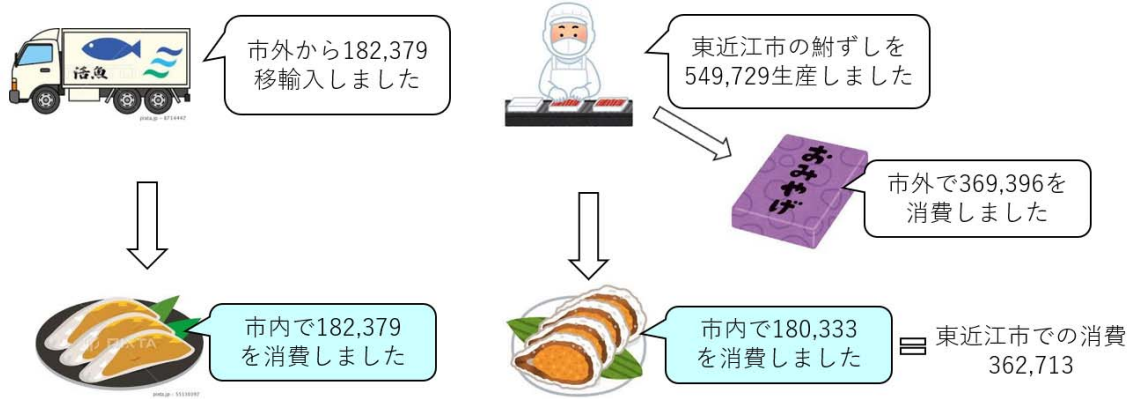 活魚
市外から182,379
移輸入しました
pixta.jp - 8714447
東近江市の鮒ずしを
549,729生産しました
おみやげ
市外で369,396を
消費しました
市内で182,379
を消費しました
市内で180,333
を消費しました
=
東近江市での消費
362,713
PIXTA